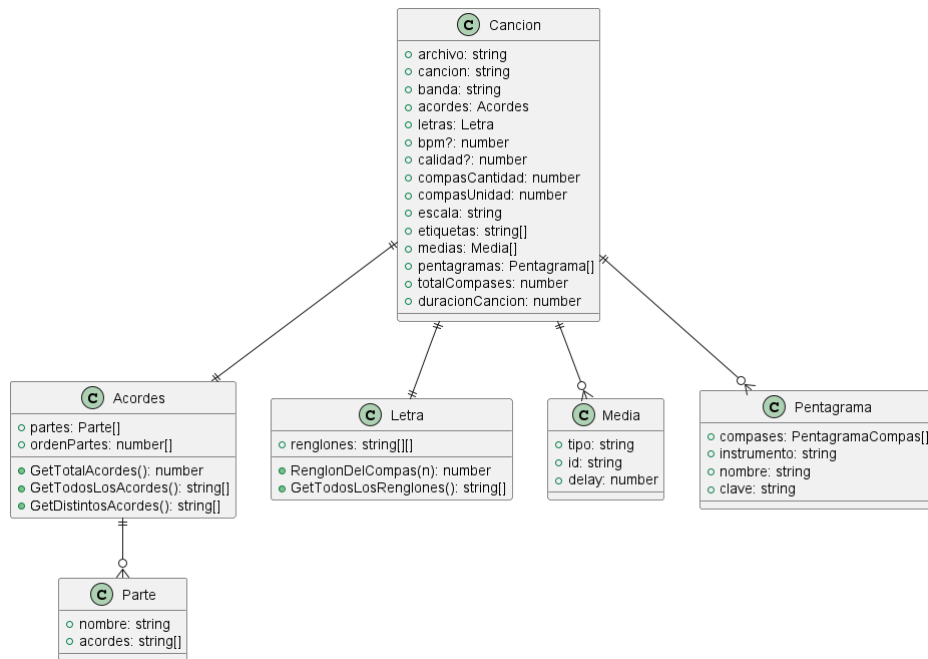 C Cancion
archivo: string
cancion: string
banda: string
acordes: Acordes
letras: Letra
bpm?: number
calidad?: number
compasCantidad: number
compasUnidad: number
escala: string
etiquetas: string[]
medias: Media[]
pentagramas: Pentagrama[]
totalCompases: number
duracionCancion: number
C Acordes
partes: Parte[]
ordenPartes: number[]
GetTotalAcordes(): number
GetTodosLosAcordes(): string[]
GetDistintosAcordes(): string[]
C Letra
renglones: string[][]
RenglonDelCompas(n): number
GetTodosLosRenglones(): string[]
C Media
tipo: string
id: string
delay: number
C Pentagrama
compases: PentagramaCompas[]
instrumento: string
nombre: string
clave: string
C Parte
nombre: string
acordes: string[]